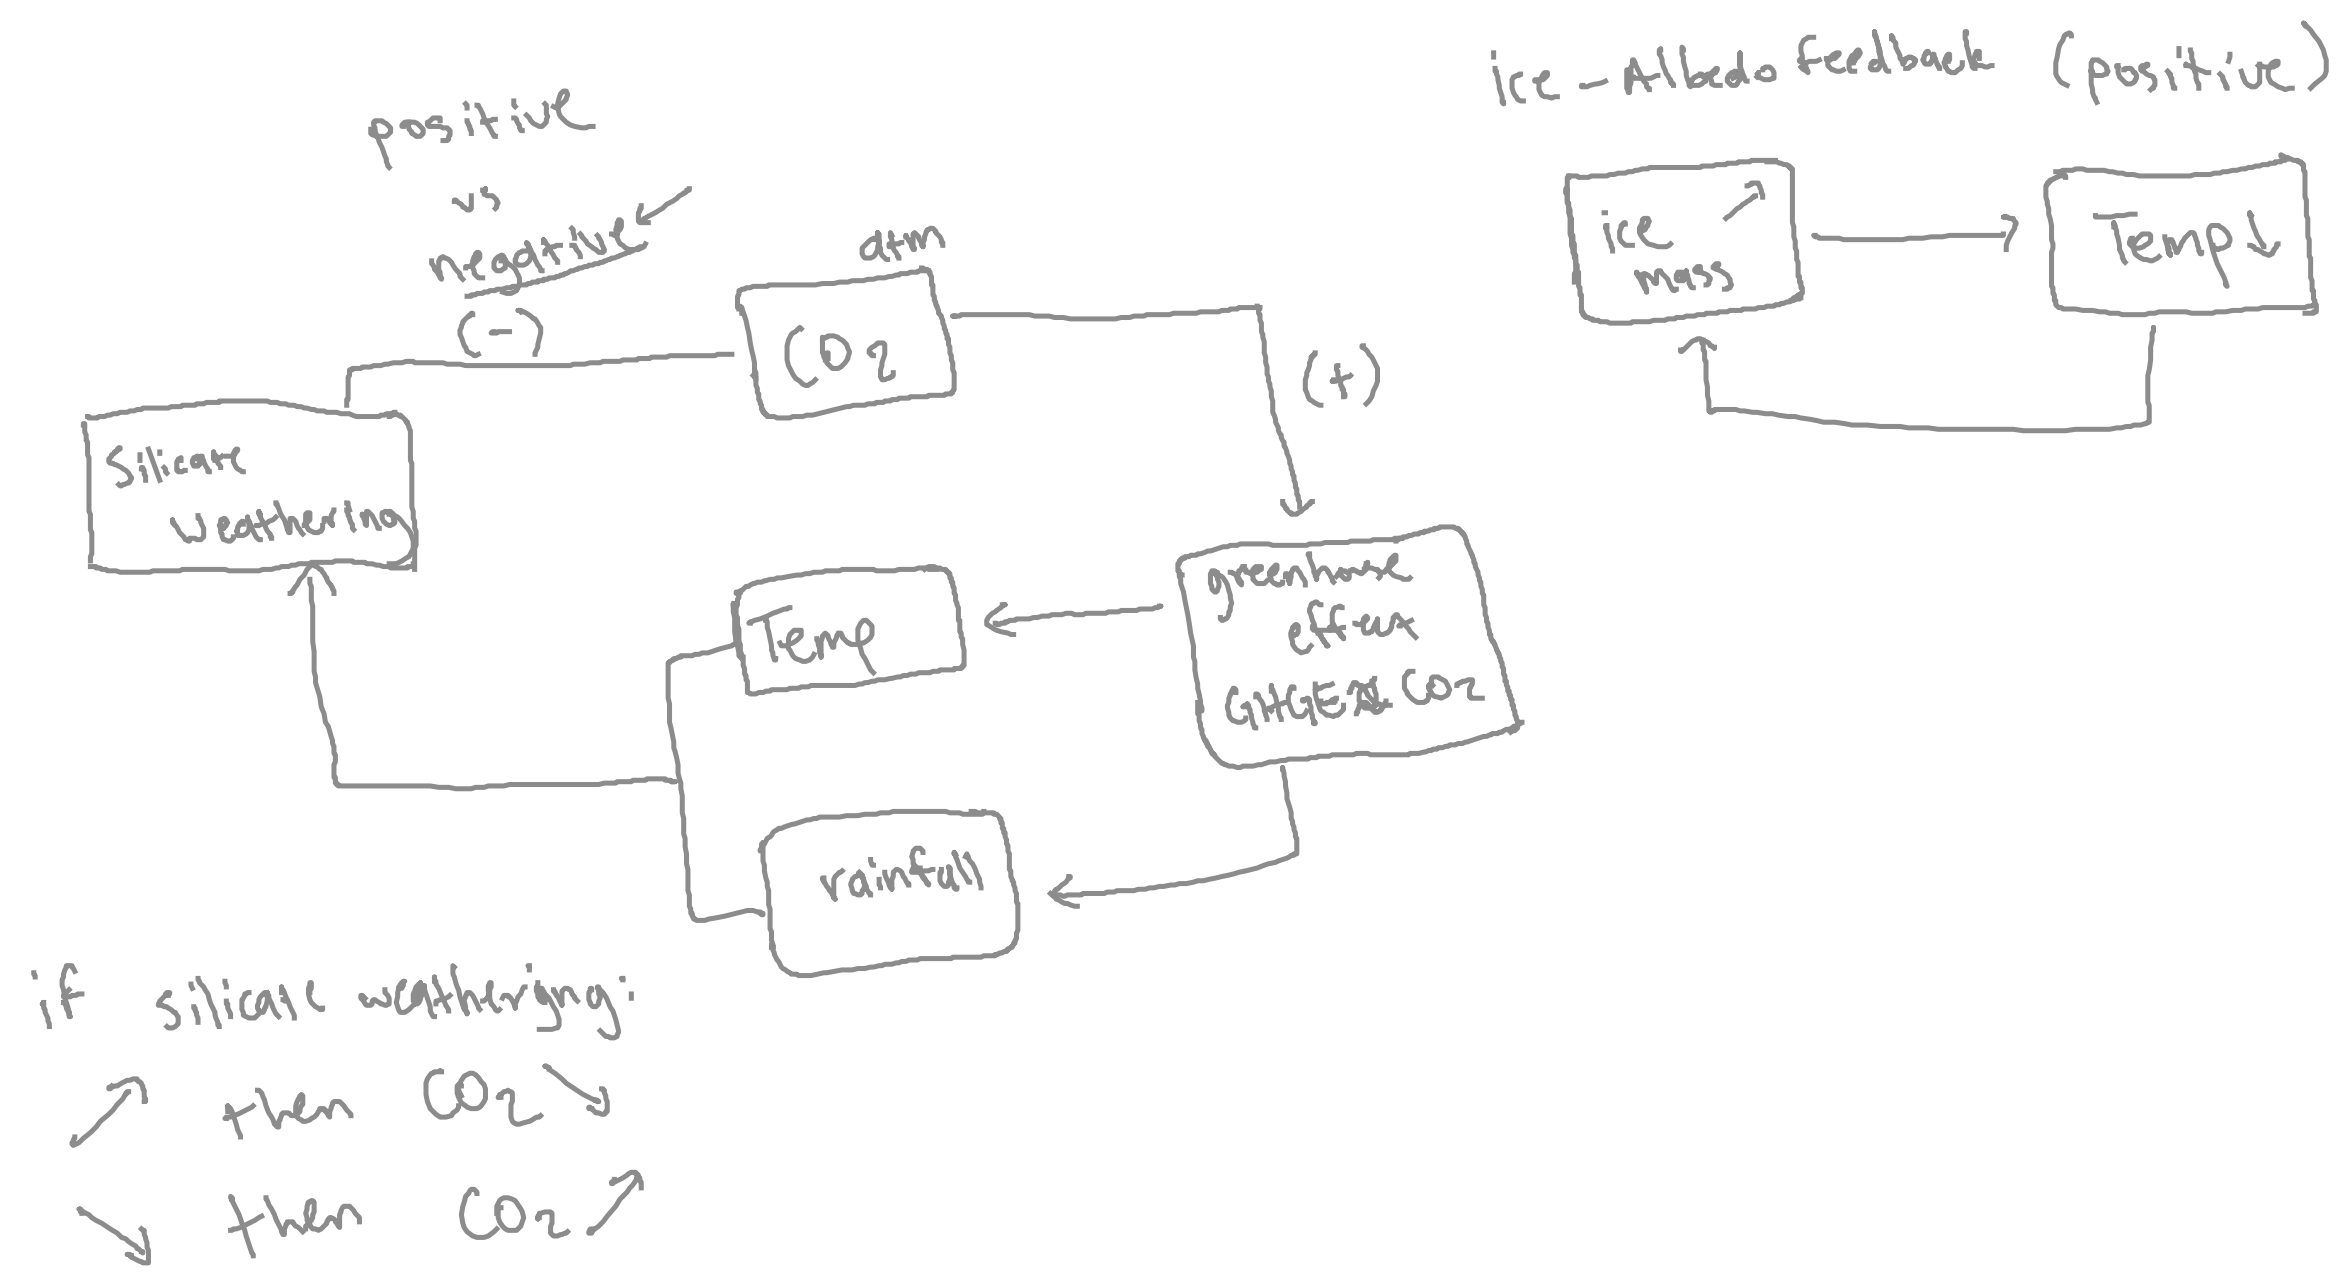 ice - Albedo feedback (positive)
positive
vs
negative
(-)
atm
CO2
(+)
ice
mass
Temp ↓
silicate
weathering
greenhouse
effect
GHGE CO2
Temp
rainfall
if silicate weathering:
↗ then CO2 ↘
↘ then CO2 ↗